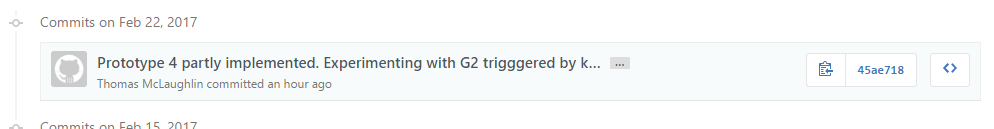 Commits on Feb 22, 2017
Prototype 4 partly implemented. Experimenting with G2 trigggered by k... ...
Thomas McLaughlin committed an hour ago
45ae718
Commits on Feb 15, 2017